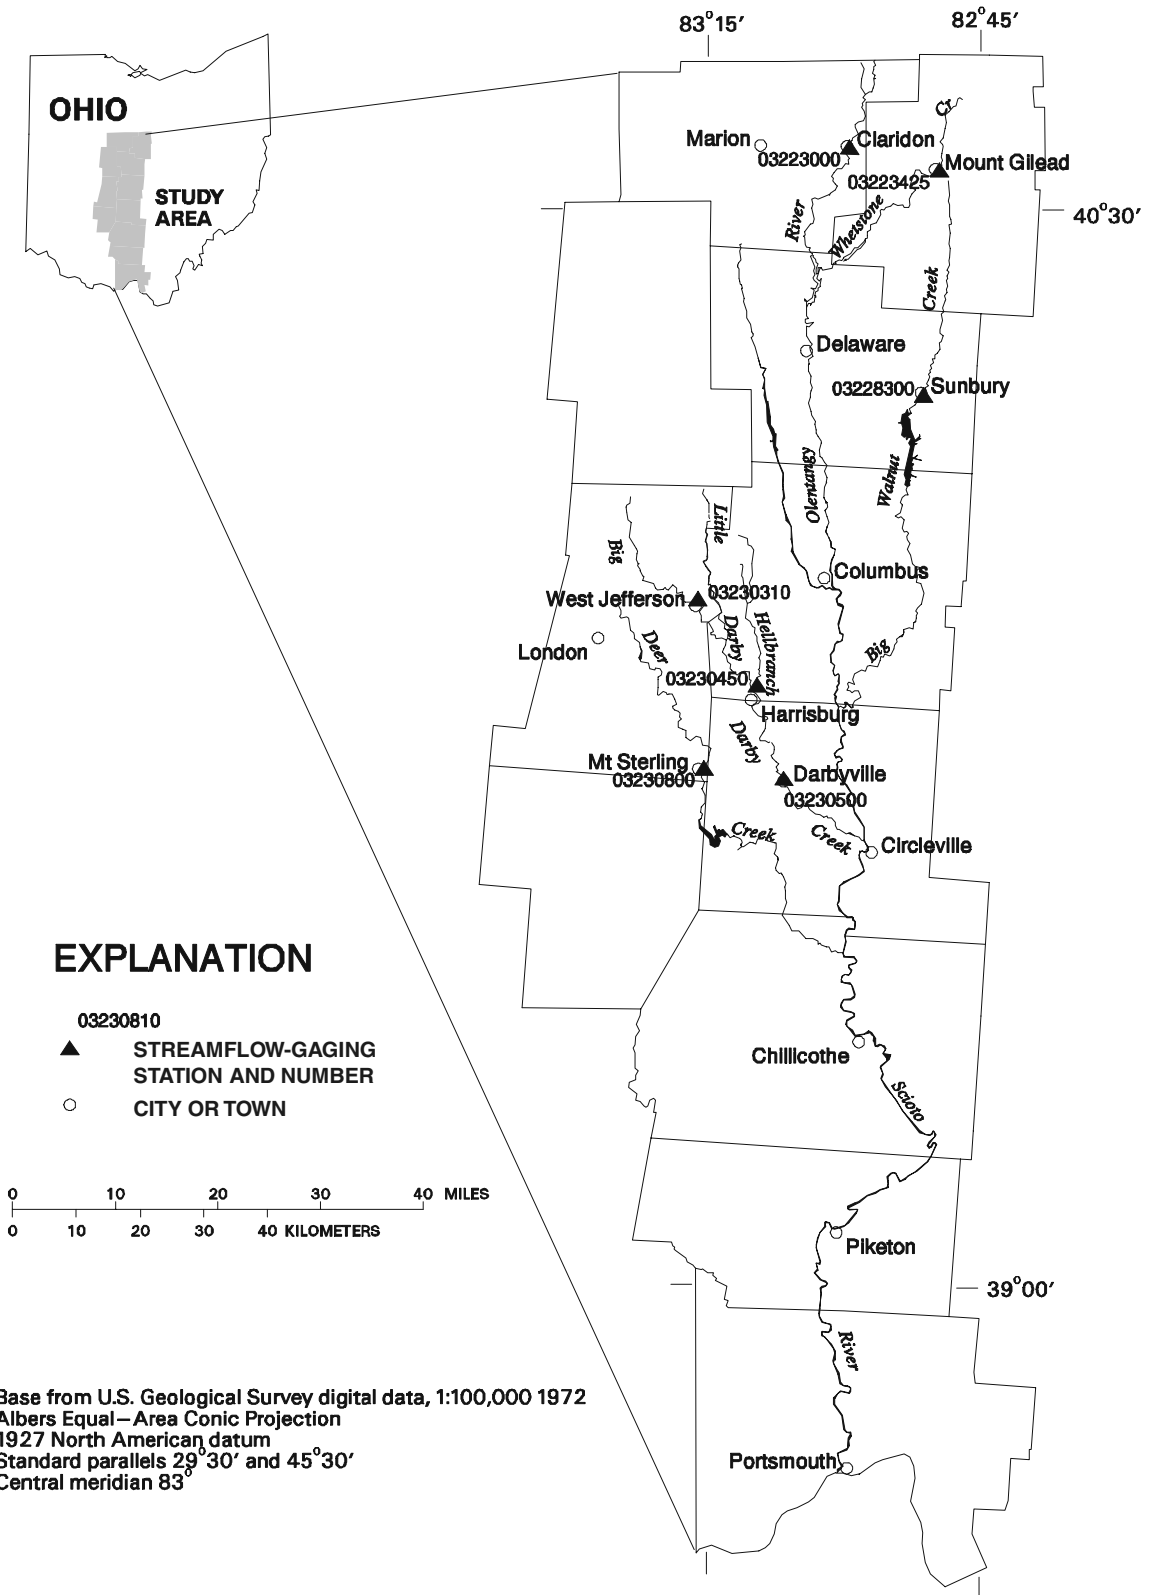 83°15′
82°45′
OHIO
STUDY
AREA
Cr
Marion
Claridon
03223000
Mount Gilead
03223425
40°30′
River
Whetstone
Creek
Delaware
03228300
Sunbury
Olentangy
Walnut
Little
Big
Columbus
West Jefferson
03230310
Hellbranch
Darby
Deer
London
Big
03230450
Harrisburg
Darby
Mt Sterling
03230800
Darbyville
03230500
Creek
Creek
Circleville
EXPLANATION
03230810
STREAMFLOW-GAGING
STATION AND NUMBER
CITY OR TOWN
Chillicothe
Scioto
0 10 20 30 40 MILES
0 10 20 30 40 KILOMETERS
Piketon
39°00′
River
Base from U.S. Geological Survey digital data, 1:100,000 1972
Albers Equal–Area Conic Projection
1927 North American datum
Standard parallels 29°30′ and 45°30′
Central meridian 83°
Portsmouth